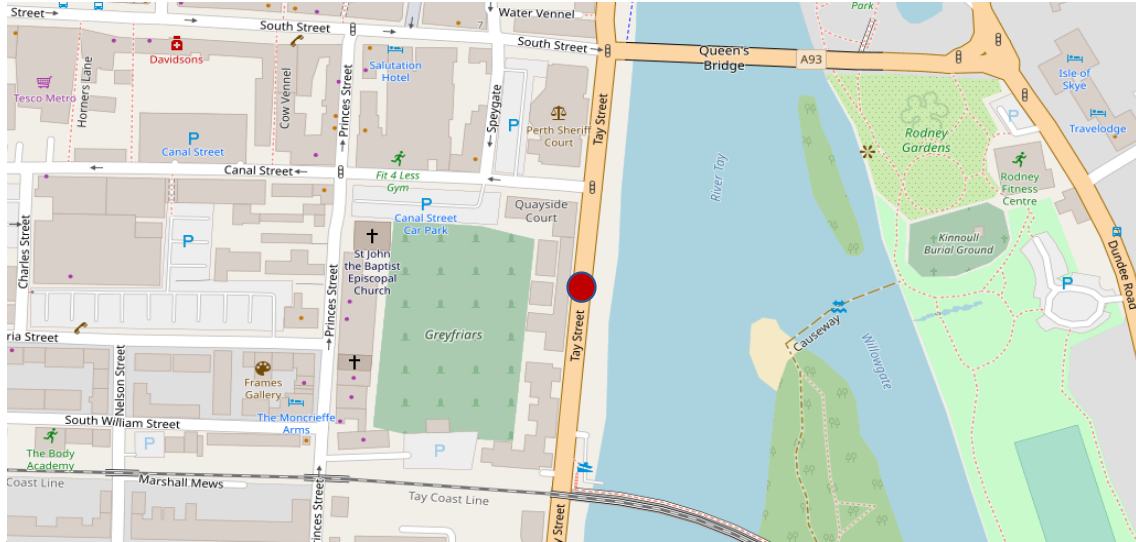 Street
South Street
7
Water Vennel
South Street
Queen's
Bridge
A93
Park
Davidsons
Cow Vennel
Salutation
Hotel
Isle of
Skye
Tesco Metro
Horners Lane
Princes Street
Speygate
P
Perth Sheriff
Court
Tay Street
P
Rodney
Gardens
Travelodge
P
Canal Street
Canal Street
Fit 4 Less
Gym
River Tay
Rodney
Fitness
Centre
P
Canal Street
Car Park
Quayside
Court
Charles Street
P
St John
the Baptist
Episcopal
Church
Kinnoull
Burial Ground
Dundee Road
P
Princes Street
Greyfriars
Tay Street
Causeway
Willowgate
ria Street
Nelson Street
Frames
Gallery
The Moncrieffe
Arms
South William Street
P
P
The Body
Academy
Coast Line
Marshall Mews
Princes Street
Tay Coast Line
y Street